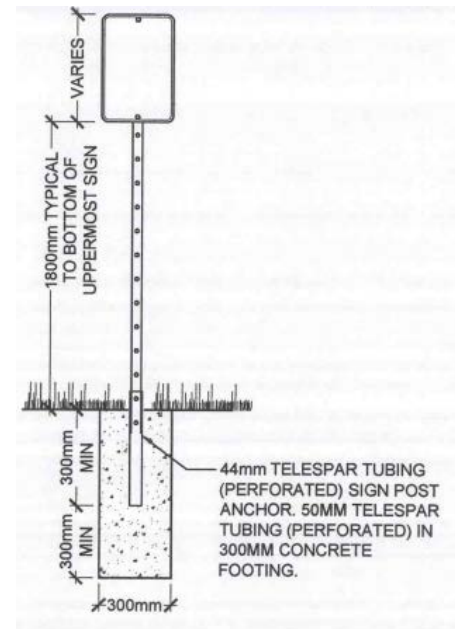 VARIES
1800mm TYPICAL
TO BOTTOM OF
UPPERMOST SIGN
300mm
MIN
300mm
MIN
44mm TELESPAR TUBING
(PERFORATED) SIGN POST
ANCHOR. 50MM TELESPAR
TUBING (PERFORATED) IN
300MM CONCRETE
FOOTING.
300mm